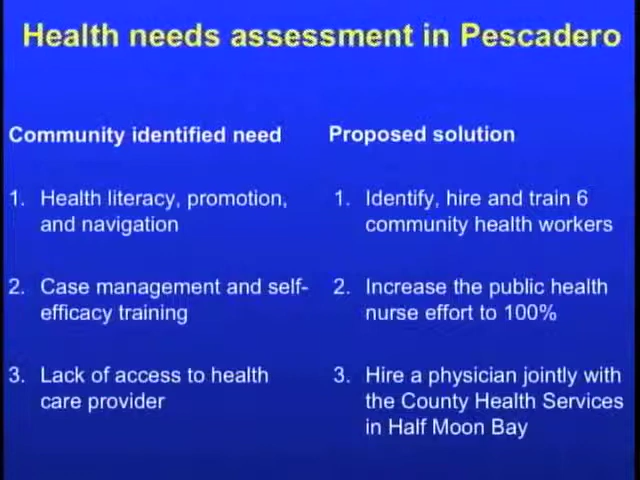 Health needs assessment in Pescadero
Community identified need
1. Health literacy, promotion,
and navigation
2. Case management and self-
efficacy training
3. Lack of access to health
care provider
Proposed solution
1. Identify, hire and train 6
community health workers
2. Increase the public health
nurse effort to 100%
3. Hire a physician jointly with
the County Health Services
in Half Moon Bay